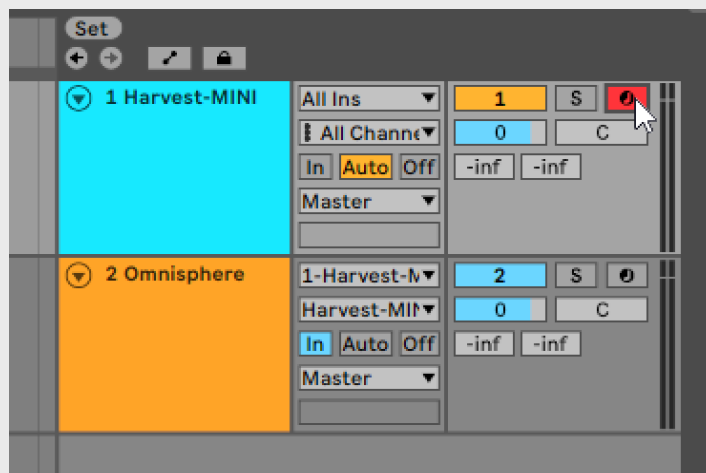 Set
1 Harvest-MINI
All Ins
1
S
All Channe
0
C
In Auto Off
-inf -inf
Master
2 Omnisphere
1-Harvest-M
2
S
Harvest-MIN
0
C
In Auto Off
-inf -inf
Master